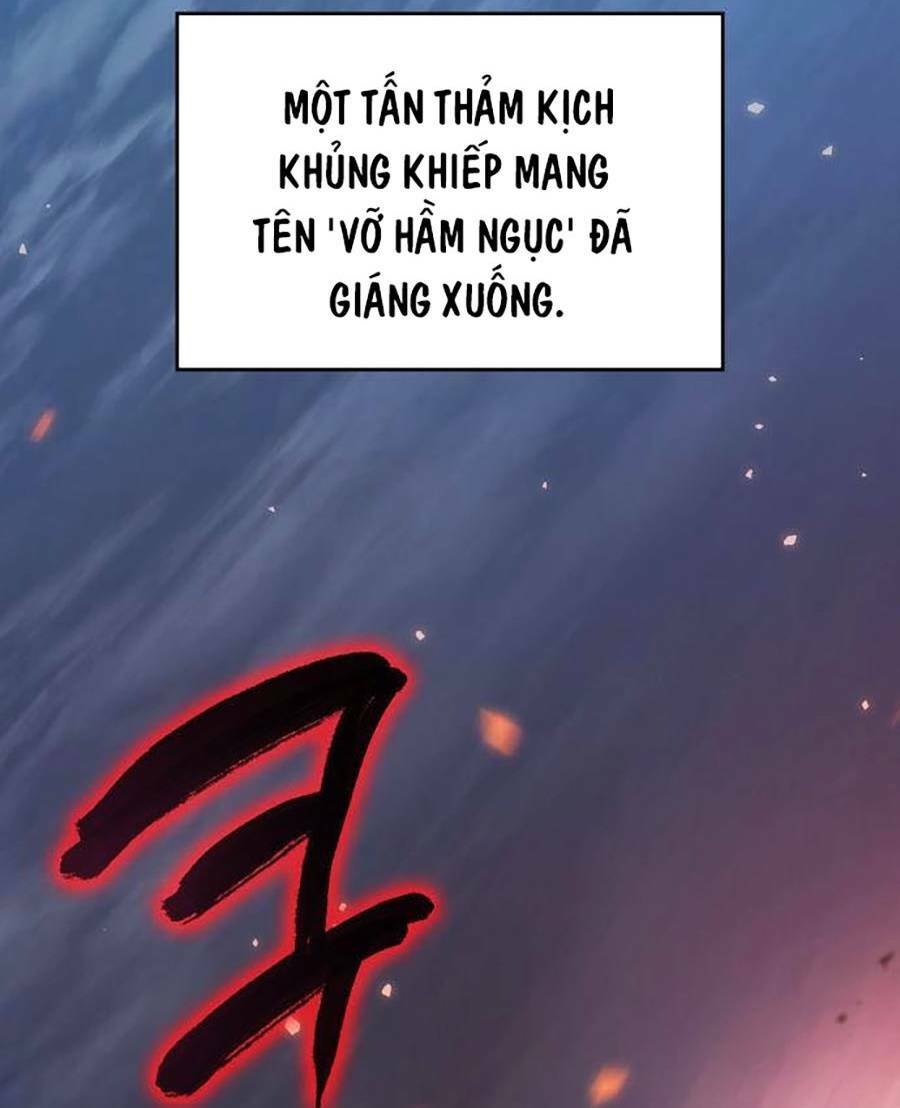 MỘT TẤN THẢM KỊCH
KHỦNG KHIẾP MANG
TÊN 'VỠ HẦM NGỤC' ĐÃ
GIÁNG XUỐNG.